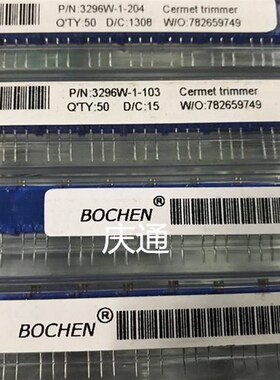 P/N:3296W-1-204 Cermet trimmer
Q'TY:50 D/C:1308 W/O:782659749
P/N:3296W-1-103 Cermet trimmer
Q'TY:50 D/C:15 W/O:782659749
BOCHEN®
庆通
BOCHEN®